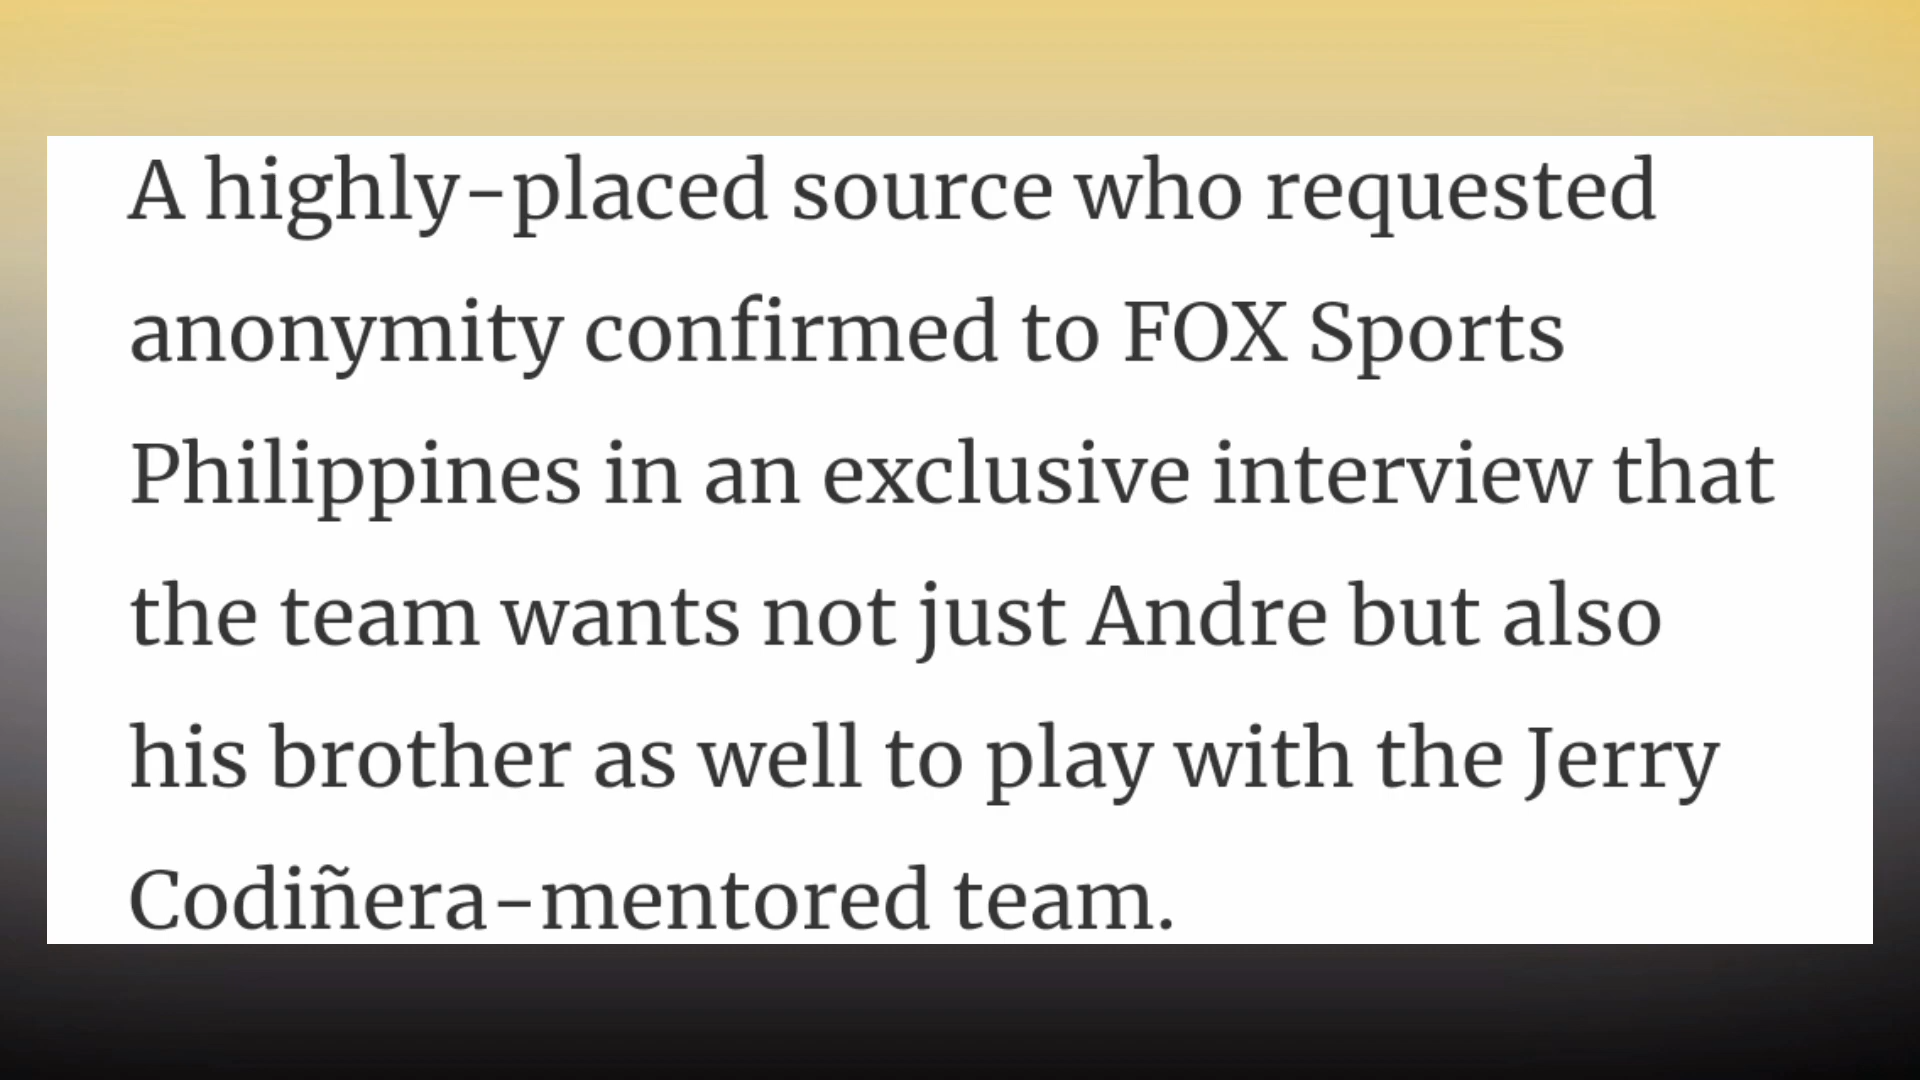 A highly-placed source who requested
anonymity confirmed to FOX Sports
Philippines in an exclusive interview that
the team wants not just Andre but also
his brother as well to play with the Jerry
Codiñera-mentored team.